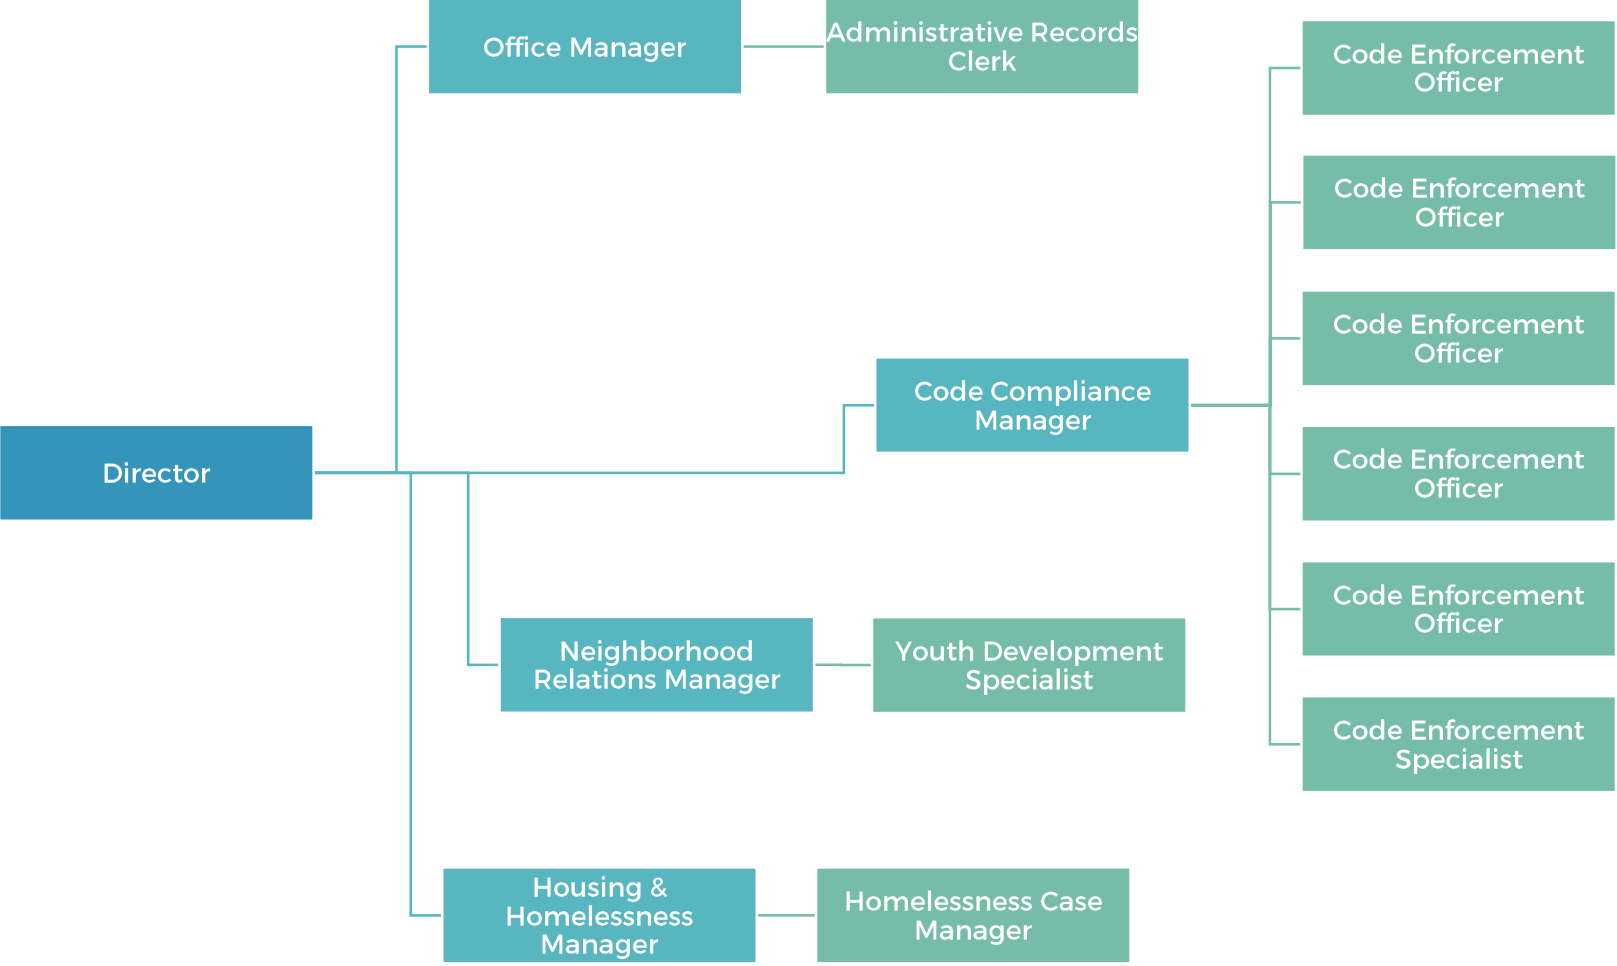 Office Manager
Administrative Records
Clerk
Code Enforcement
Officer
Code Enforcement
Officer
Code Enforcement
Officer
Code Compliance
Manager
Director
Code Enforcement
Officer
Code Enforcement
Officer
Neighborhood
Relations Manager
Youth Development
Specialist
Code Enforcement
Specialist
Housing &
Homelessness
Manager
Homelessness Case
Manager